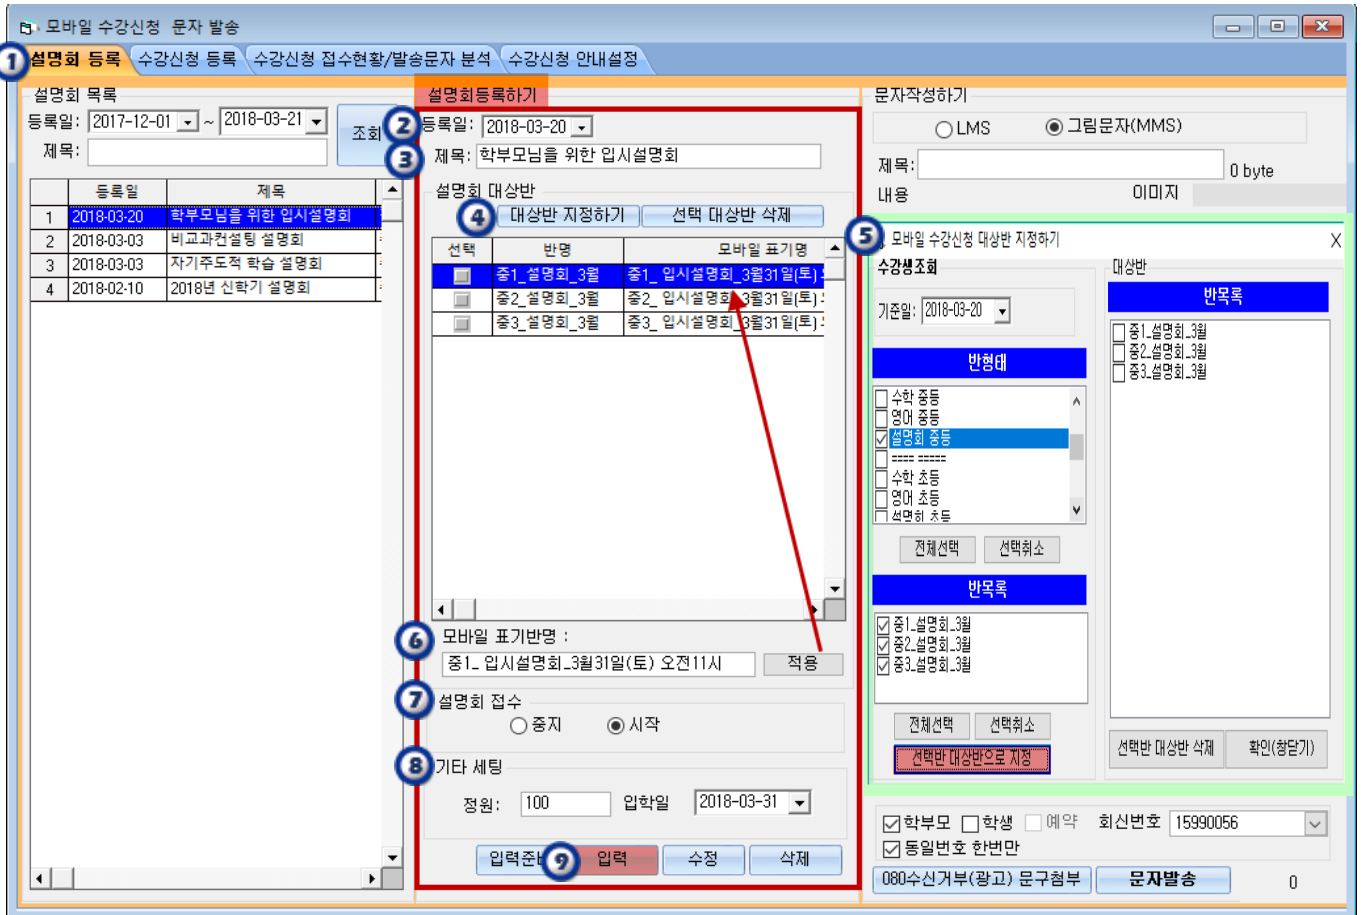 모바일 수강신청 문자 발송
1 설명회 등록 수강신청 등록 수강신청 접수현황/발송문자 분석 수강신청 안내설정
설명회 목록
등록일: 2017-12-01 ~ 2018-03-21 조회
제목:
등록일 제목
1 2018-03-20 학부모님을 위한 입시설명회
2 2018-03-03 비교과컨설팅 설명회
3 2018-03-03 자기주도적 학습 설명회
4 2018-02-10 2018년 신학기 설명회
설명회등록하기
2 등록일: 2018-03-20
3 제목: 학부모님을 위한 입시설명회
설명회 대상반
4 대상반 지정하기 선택 대상반 삭제
선택 반명 모바일 표기명
중1_설명회_3월 중1_ 입시설명회_3월31일(토)
중2_설명회_3월 중2_ 입시설명회_3월31일(토)
중3_설명회_3월 중3_ 입시설명회_3월31일(토)
6 모바일 표기반명 :
중1_ 입시설명회_3월31일(토) 오전11시 적용
7 설명회 접수
중지 시작
8 기타 세팅
정원: 100 입학일 2018-03-31
입력준비 9 입력 수정 삭제
문자작성하기
LMS 그림문자(MMS)
제목: 0 byte
내용 이미지
5 모바일 수강신청 대상반 지정하기 X
수강생조회
기준일: 2018-03-20
반형태
수학 중등
영어 중등
설명회 중등
==== =====
수학 초등
영어 초등
설명회 초등
전체선택 선택취소
반목록
중1_설명회_3월
중2_설명회_3월
중3_설명회_3월
전체선택 선택취소
선택반 대상반으로 지정
대상반
반목록
중1_설명회_3월
중2_설명회_3월
중3_설명회_3월
선택반 대상반 삭제 확인(창닫기)
학부모 학생 예약 회신번호 15990056
동일번호 한번만
080수신거부(광고) 문구첨부 문자발송 0